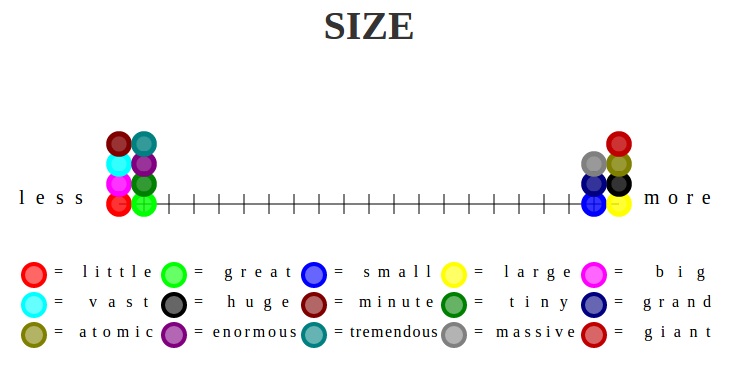 SIZE
less more
= little = great = small = large = big
= vast = huge = minute = tiny = grand
= atomic = enormous = tremendous = massive = giant